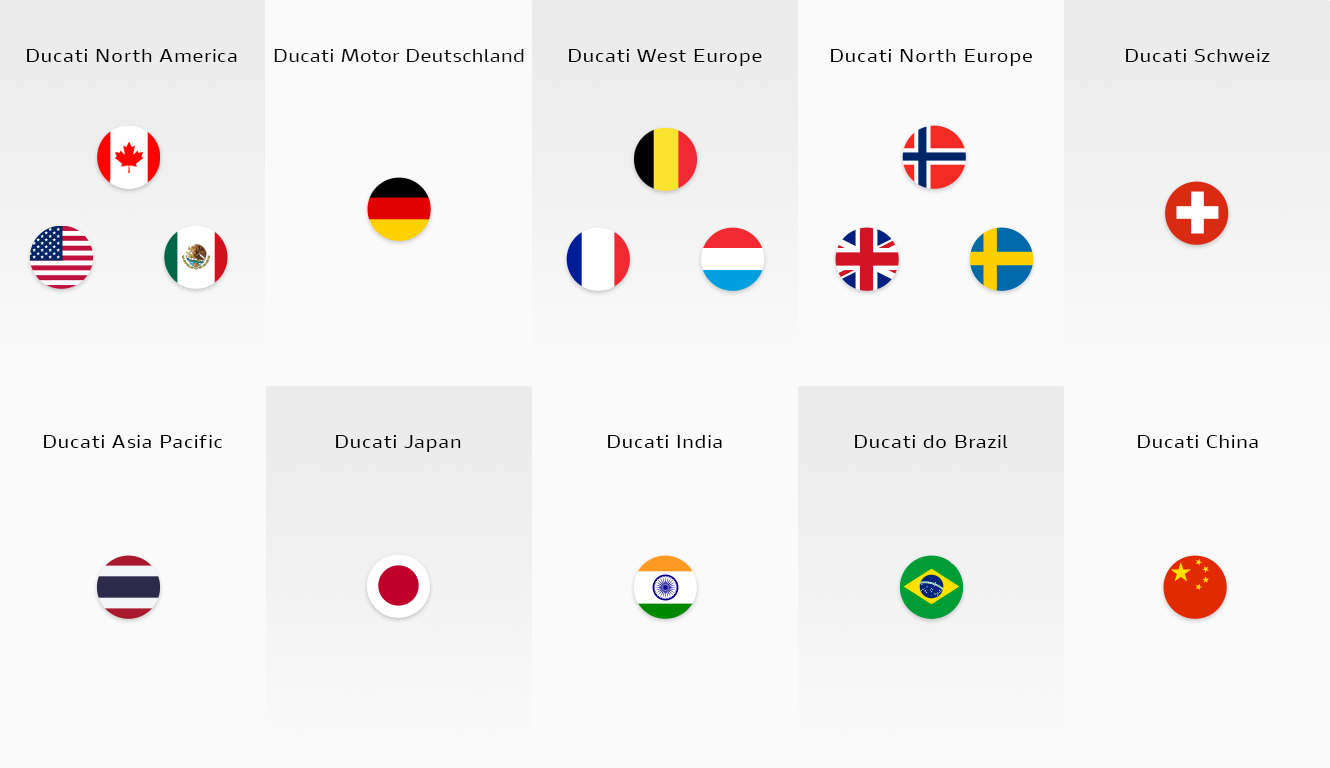 Ducati North America
Ducati Motor Deutschland
Ducati West Europe
Ducati North Europe
Ducati Schweiz
Ducati Asia Pacific
Ducati Japan
Ducati India
Ducati do Brazil
Ducati China